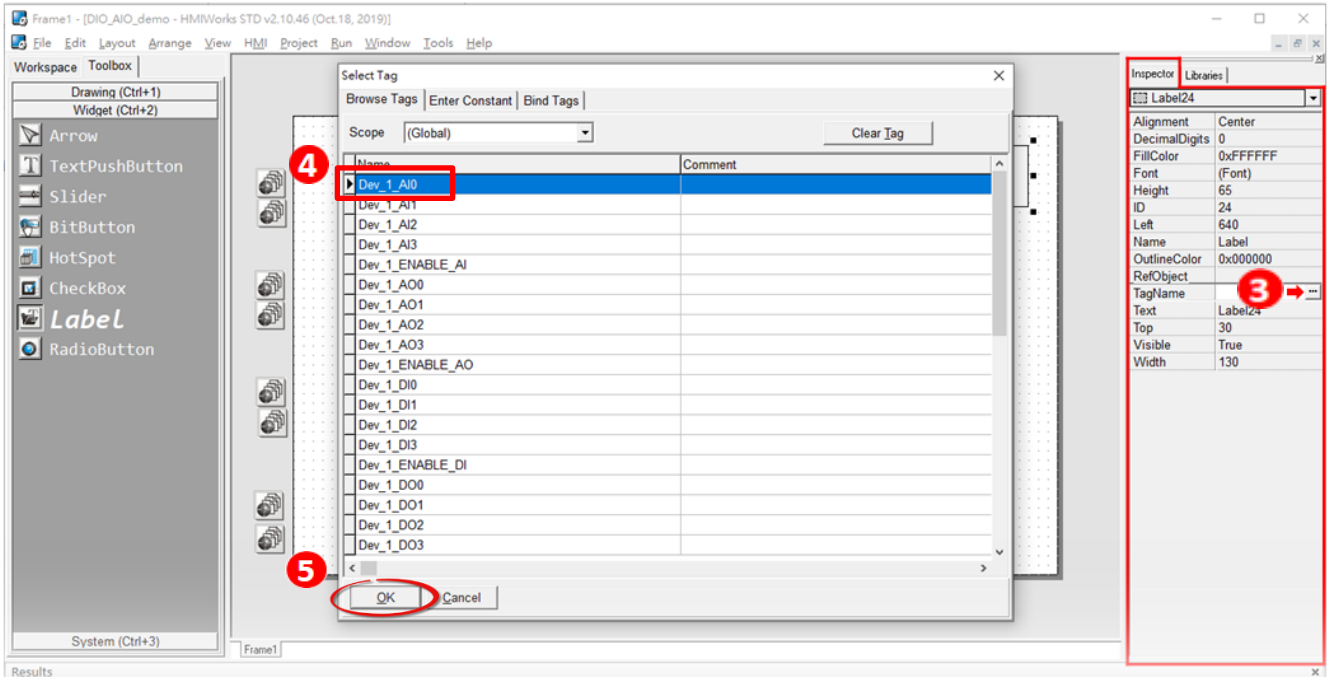 Frame1 - [DIO_AIO_demo - HMIWorks STD v2.10.46 (Oct.18, 2019)]
File Edit Layout Arrange View HMI Project Run Window Tools Help
Workspace Toolbox
Drawing (Ctrl+1)
Widget (Ctrl+2)
Arrow
TextPushButton
Slider
BitButton
HotSpot
CheckBox
Label
RadioButton
System (Ctrl+3)
Select Tag
Browse Tags Enter Constant Bind Tags
Scope (Global) Clear Tag
4
Name Comment
Dev_1_AI0
Dev_1_AI1
Dev_1_AI2
Dev_1_AI3
Dev_1_ENABLE_AI
Dev_1_AO0
Dev_1_AO1
Dev_1_AO2
Dev_1_AO3
Dev_1_ENABLE_AO
Dev_1_DI0
Dev_1_DI1
Dev_1_DI2
Dev_1_DI3
Dev_1_ENABLE_DI
Dev_1_DO0
Dev_1_DO1
Dev_1_DO2
Dev_1_DO3
5
OK Cancel
Frame1
Inspector Libraries
Label24
Alignment Center
DecimalDigits 0
FillColor 0xFFFFFF
Font (Font)
Height 65
ID 24
Left 640
Name Label
OutlineColor 0x000000
RefObject
TagName 3 ...
Text Label24
Top 30
Visible True
Width 130
Results